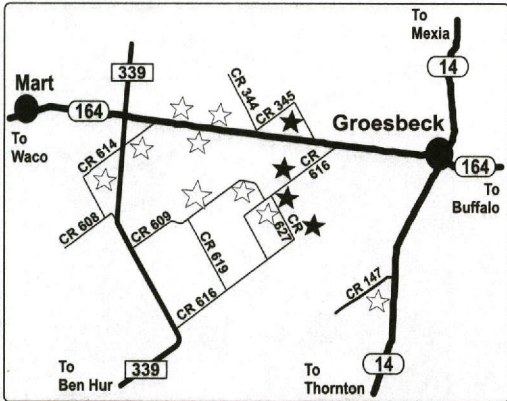 To
Mexia
339
14
Mart
CR 344
CR 345
164
Groesbeck
To
Waco
CR 614
CR
616
164
To
Buffalo
CR 608
CR 609
CR 619
CR
627
CR 147
CR 616
To
Ben Hur
339
To
Thornton
14